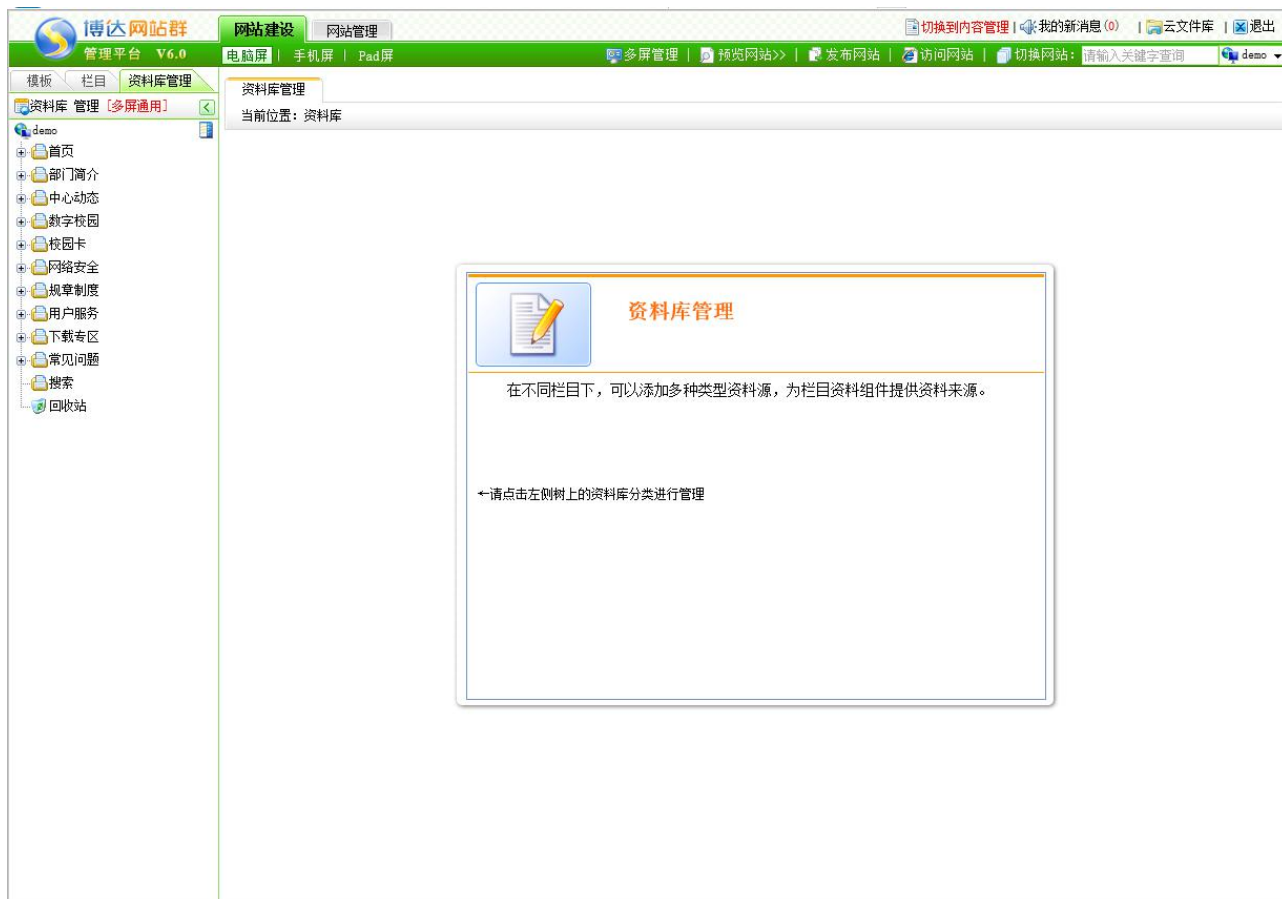 博达网站群 网站建设 网站管理 切换到内容管理 | 我的新消息(0) | 云文件库 | 退出
管理平台 V6.0 电脑屏 | 手机屏 | Pad屏 多屏管理 | 预览网站>> | 发布网站 | 访问网站 | 切换网站: 请输入关键字查询 demo
模板 栏目 资料库管理 资料库管理
资料库 管理 [多屏通用] 当前位置: 资料库
demo
首页
部门简介
中心动态
数字校园
校园卡
网络安全
规章制度
用户服务
下载专区
常见问题
搜索
回收站
资料库管理
在不同栏目下，可以添加多种类型资料源，为栏目资料组件提供资料来源。
←请点击左侧树上的资料库分类进行管理